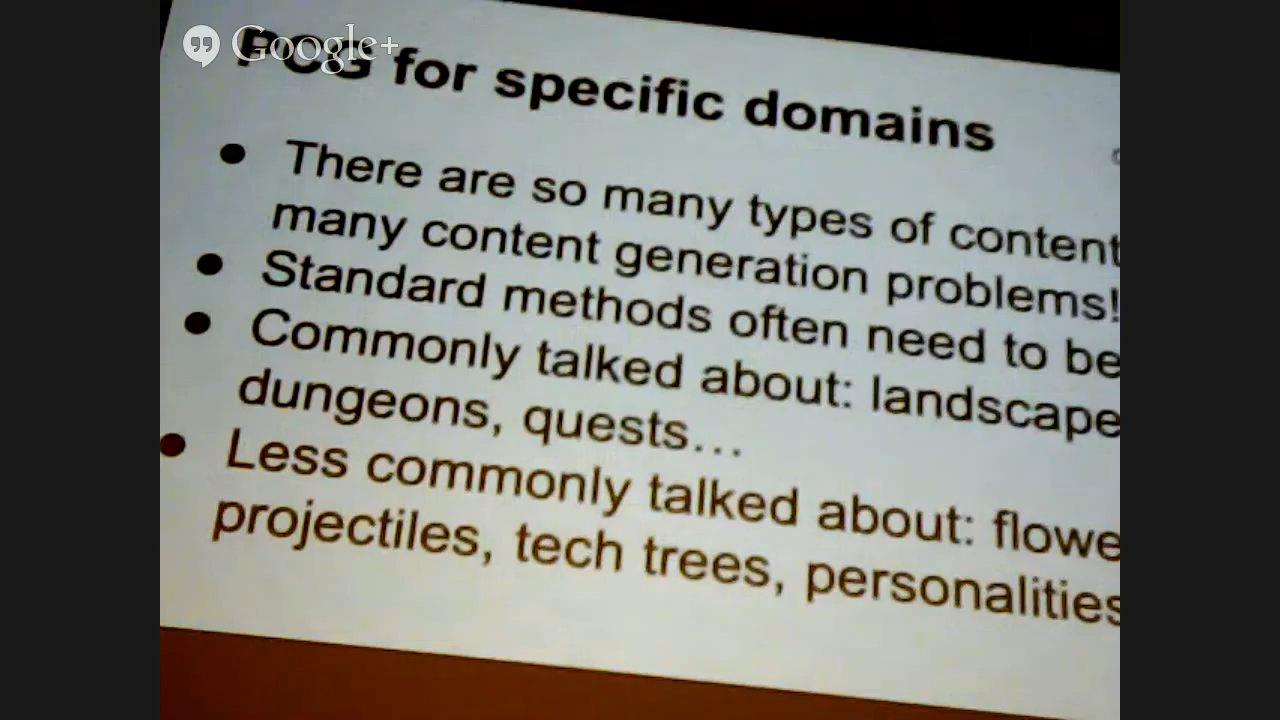 Google+
PCG for specific domains
There are so many types of content
many content generation problems!
Standard methods often need to be
Commonly talked about: landscape
dungeons, quests…
Less commonly talked about: flowe
projectiles, tech trees, personalities